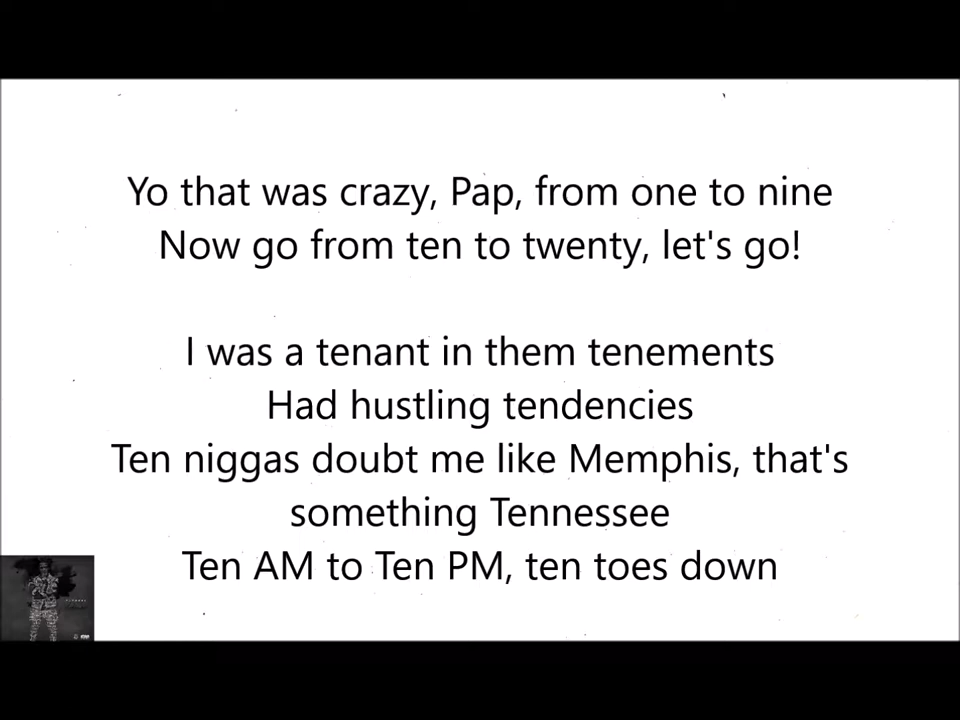 Yo that was crazy, Pap, from one to nine
Now go from ten to twenty, let's go!
I was a tenant in them tenements
Had hustling tendencies
Ten niggas doubt me like Memphis, that's
something Tennessee
Ten AM to Ten PM, ten toes down